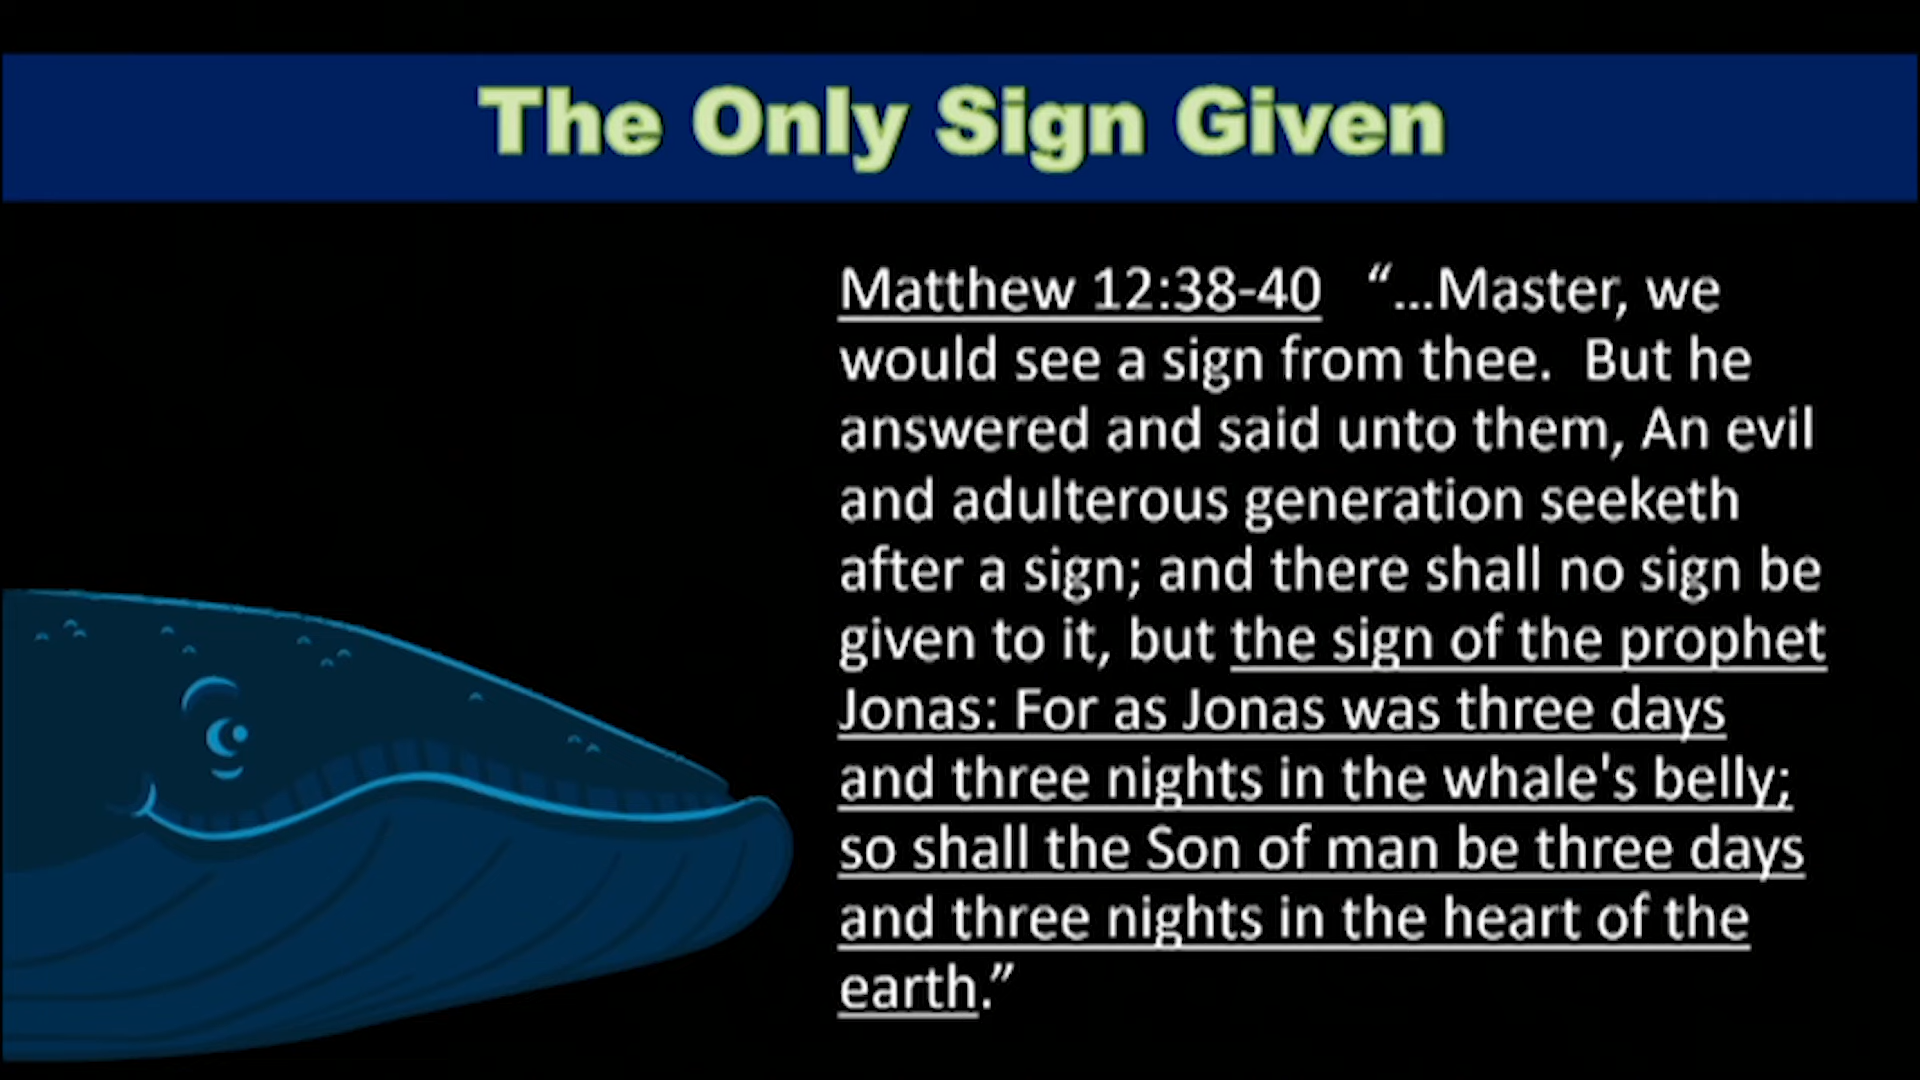 The Only Sign Given
Matthew 12:38-40 “...Master, we
would see a sign from thee. But he
answered and said unto them, An evil
and adulterous generation seeketh
after a sign; and there shall no sign be
given to it, but the sign of the prophet
Jonas: For as Jonas was three days
and three nights in the whale's belly;
so shall the Son of man be three days
and three nights in the heart of the
earth.”